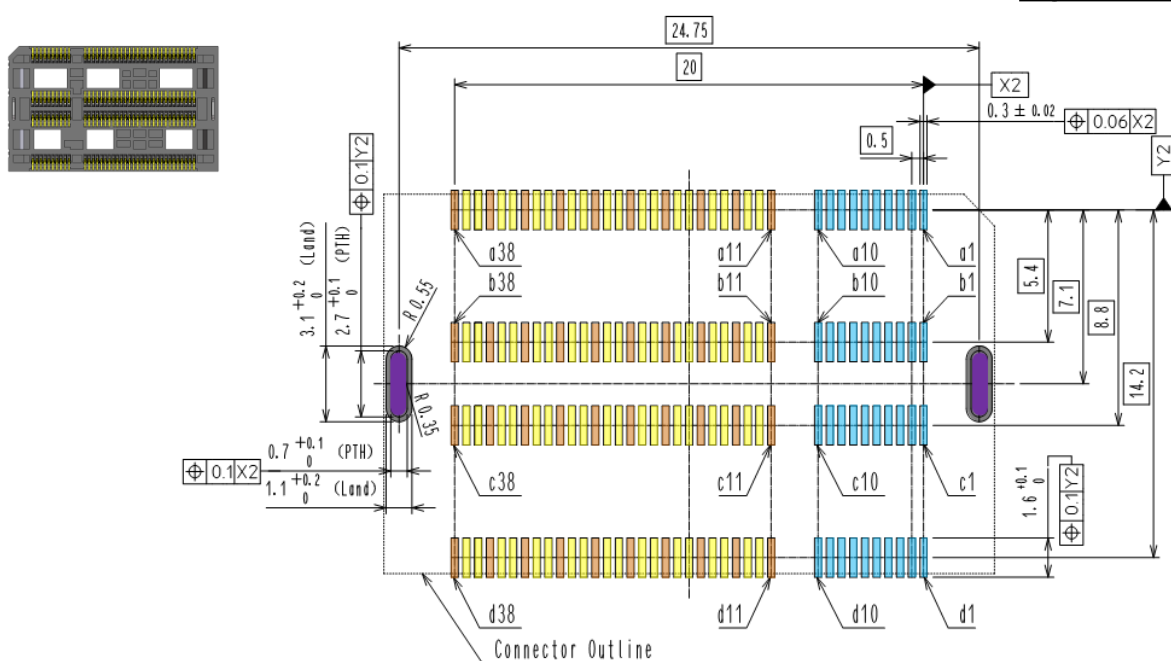 24.75
20
X2
0.3 ± 0.02
⌖ 0.06 X2
0.5
Y2
⌖ 0.1 Y2
3.1 +0.2 0 (Land)
2.7 +0.1 0 (PTH)
R0.55
a38
a11
a10
a1
b38
b11
b10
b1
5.4
7.1
8.8
14.2
R0.35
0.7 +0.1 0 (PTH)
⌖ 0.1 X2
1.1 +0.2 0 (Land)
c38
c11
c10
c1
1.6 +0.1 0
⌖ 0.1 Y2
d38
d11
d10
d1
Connector Outline